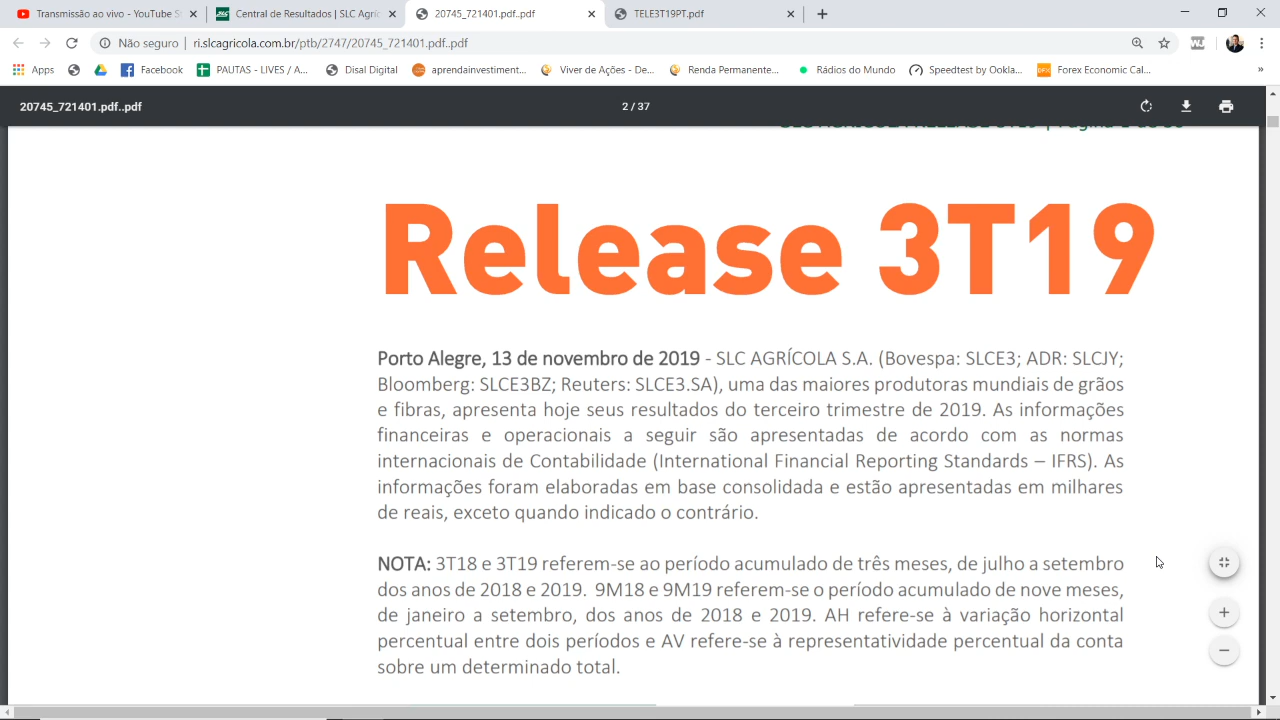 Transmissão ao vivo - YouTube S
Central de Resultados | SLC Agrí
20745_721401.pdf..pdf
TELE3T19PT.pdf
Não seguro | ri.slcagricola.com.br/ptb/2747/20745_721401.pdf..pdf
Apps
Facebook
PAUTAS - LIVES / A...
Disal Digital
aprendainvestiment...
Viver de Ações - De...
Renda Permanente...
Rádios do Mundo
Speedtest by Ookla...
Forex Economic Cal...
»
20745_721401.pdf..pdf
2 / 37
Release 3T19
Porto Alegre, 13 de novembro de 2019 - SLC AGRÍCOLA S.A. (Bovespa: SLCE3; ADR: SLCJY;
Bloomberg: SLCE3BZ; Reuters: SLCE3.SA), uma das maiores produtoras mundiais de grãos
e fibras, apresenta hoje seus resultados do terceiro trimestre de 2019. As informações
financeiras e operacionais a seguir são apresentadas de acordo com as normas
internacionais de Contabilidade (International Financial Reporting Standards – IFRS). As
informações foram elaboradas em base consolidada e estão apresentadas em milhares
de reais, exceto quando indicado o contrário.
NOTA: 3T18 e 3T19 referem-se ao período acumulado de três meses, de julho a setembro
dos anos de 2018 e 2019. 9M18 e 9M19 referem-se o período acumulado de nove meses,
de janeiro a setembro, dos anos de 2018 e 2019. AH refere-se à variação horizontal
percentual entre dois períodos e AV refere-se à representatividade percentual da conta
sobre um determinado total.